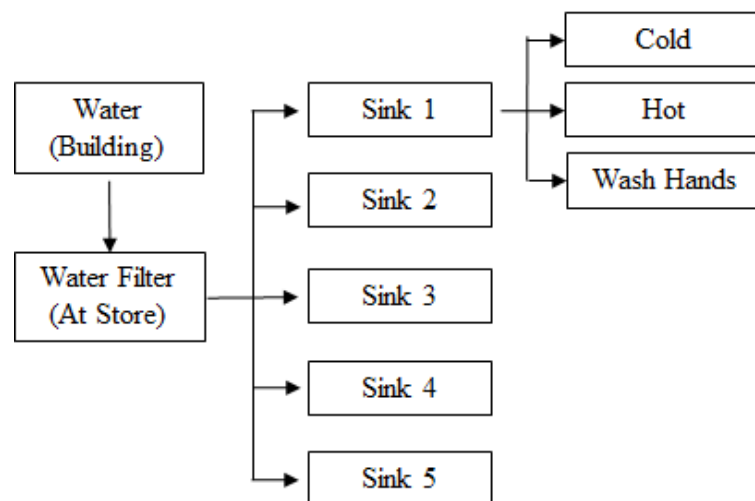 Water
(Building)
Water Filter
(At Store)
Sink 1
Sink 2
Sink 3
Sink 4
Sink 5
Cold
Hot
Wash Hands